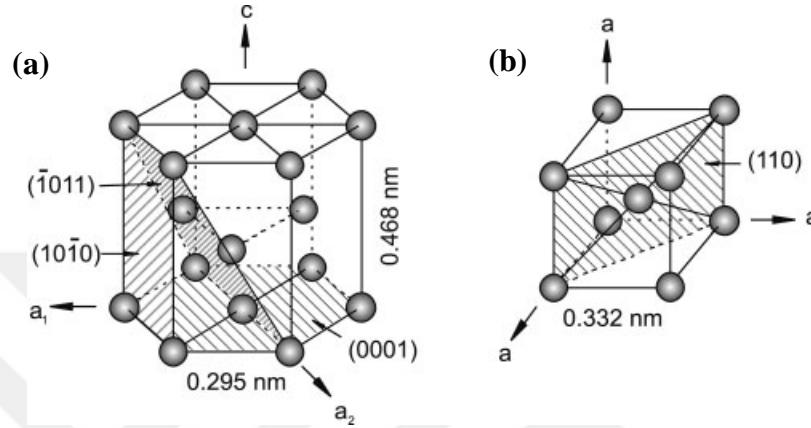 (a)
c
(1̄011)
(101̄0)
0.468 nm
a₁
(0001)
0.295 nm
a₂
(b)
a
(110)
a
0.332 nm
a